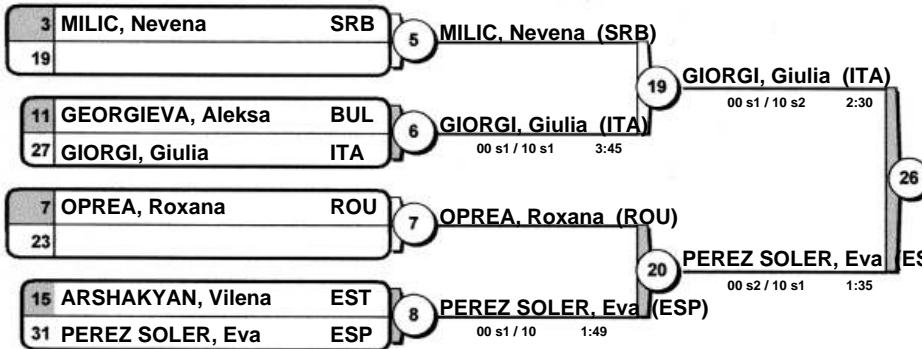 3 MILIC, Nevena SRB
19
5
MILIC, Nevena (SRB)
11 GEORGIEVA, Aleksa BUL
27 GIORGI, Giulia ITA
6
GIORGI, Giulia (ITA)
00 s1 / 10 s1 3:45
19
GIORGI, Giulia (ITA)
00 s1 / 10 s2 2:30
7 OPREA, Roxana ROU
23
7
OPREA, Roxana (ROU)
15 ARSHAKYAN, Vilena EST
31 PEREZ SOLER, Eva ESP
8
PEREZ SOLER, Eva (ESP)
00 s1 / 10 1:49
20
PEREZ SOLER, Eva (ES
00 s2 / 10 s1 1:35
26